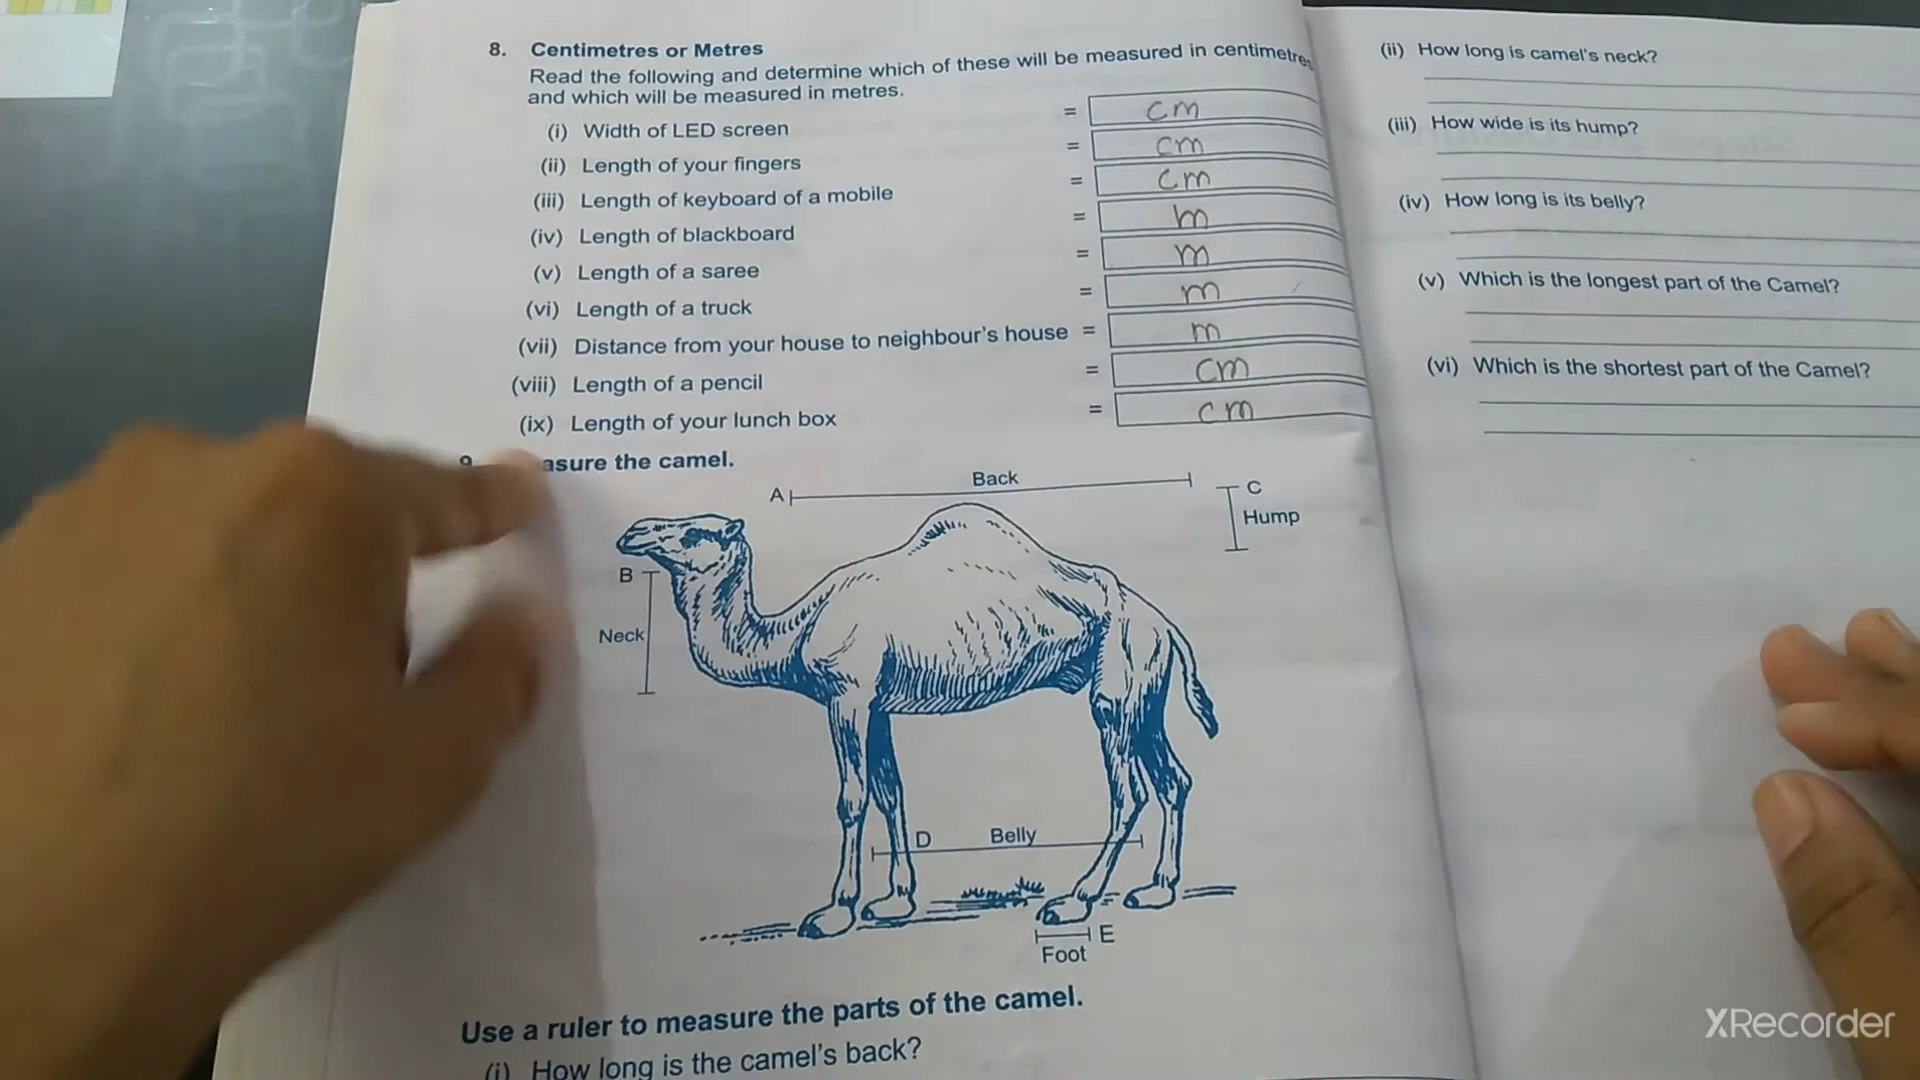 8. Centimetres or Metres
Read the following and determine which of these will be measured in centimetres
and which will be measured in metres.
(i) Width of LED screen = cm
(ii) Length of your fingers = cm
(iii) Length of keyboard of a mobile = cm
(iv) Length of blackboard = m
(v) Length of a saree = m
(vi) Length of a truck = m
(vii) Distance from your house to neighbour's house = m
(viii) Length of a pencil = cm
(ix) Length of your lunch box = cm
asure the camel.
A Back
C
Hump
B
Neck
D Belly
E
Foot
Use a ruler to measure the parts of the camel.
(i) How long is the camel's back?
(ii) How long is camel's neck?
(iii) How wide is its hump?
(iv) How long is its belly?
(v) Which is the longest part of the Camel?
(vi) Which is the shortest part of the Camel?
XRecorder